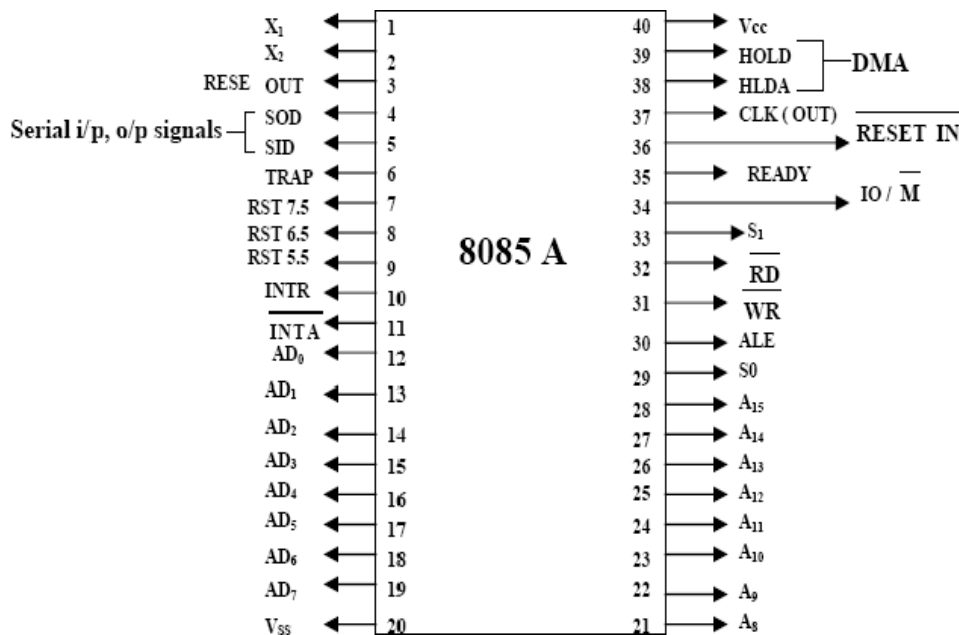 X₁ 1 40 Vcc
X₂ 2 39 HOLD
DMA
RESE OUT 3 38 HLDA
SOD 4 37 CLK ( OUT)
Serial i/p, o/p signals
SID 5 36 RESET IN
TRAP 6 35 READY
RST 7.5 7 34 IO / M
RST 6.5 8 33 S₁
8085 A
RST 5.5 9 32 RD
INTR 10 31 WR
INTA 11 30 ALE
AD₀ 12 29 S0
AD₁ 13 28 A₁₅
AD₂ 14 27 A₁₄
AD₃ 15 26 A₁₃
AD₄ 16 25 A₁₂
AD₅ 17 24 A₁₁
AD₆ 18 23 A₁₀
AD₇ 19 22 A₉
Vss 20 21 A₈